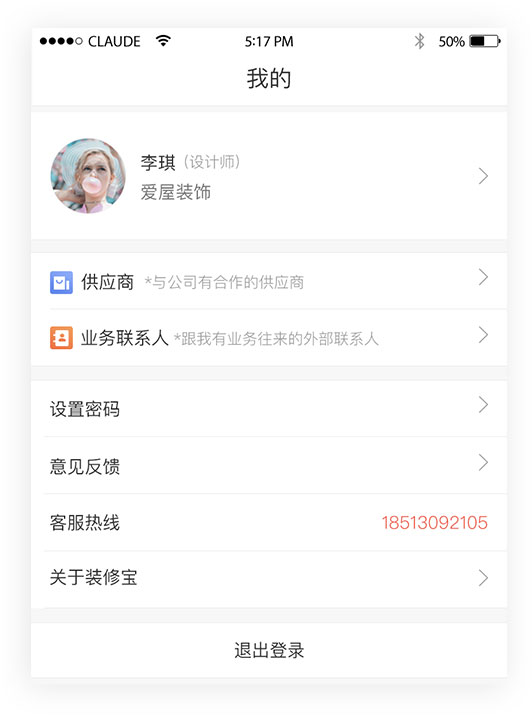 CLAUDE 5:17 PM 50%
我的
李琪（设计师）
爱屋装饰
供应商 *与公司有合作的供应商
业务联系人 *跟我有业务往来的外部联系人
设置密码
意见反馈
客服热线 18513092105
关于装修宝
退出登录